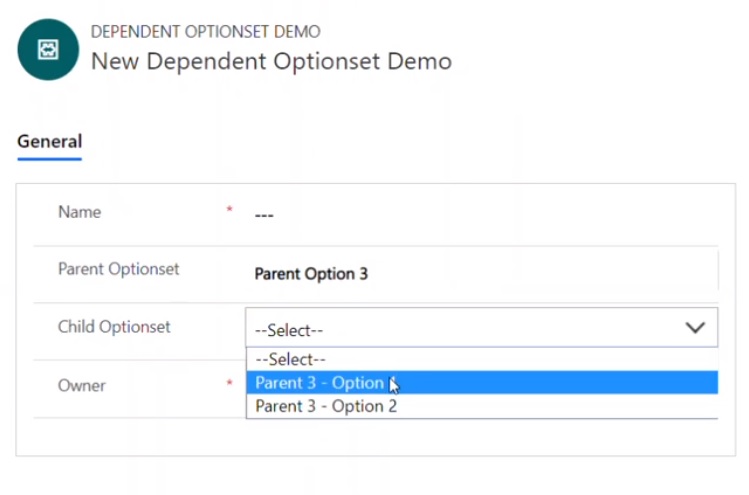 DEPENDENT OPTIONSET DEMO
New Dependent Optionset Demo
General
Name * ---
Parent Optionset Parent Option 3
Child Optionset --Select--
--Select--
Parent 3 - Option
Owner *
Parent 3 - Option 2